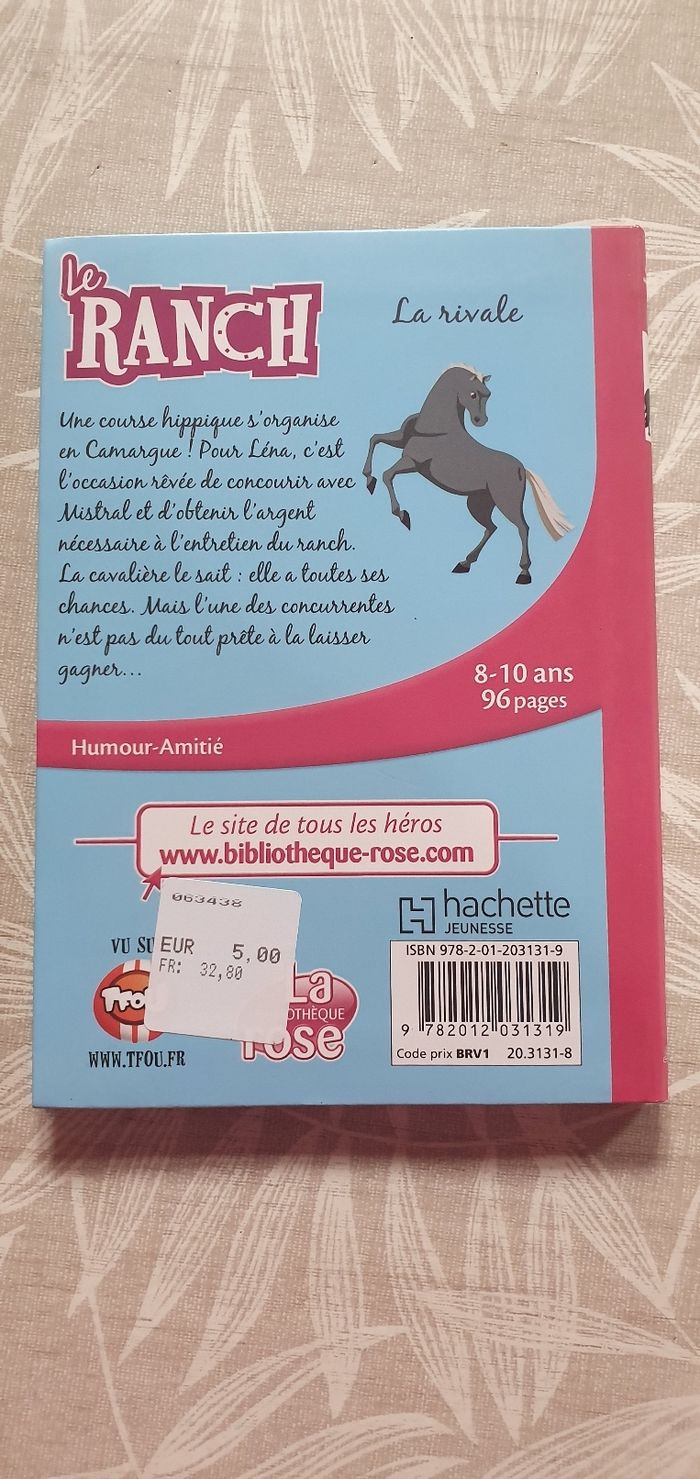 Le
RANCH
La rivale
Une course hippique s'organise
en Camargue ! Pour Léna, c'est
l'occasion rêvée de concourir avec
Mistral et d'obtenir l'argent
nécessaire à l'entretien du ranch.
La cavalière le sait : elle a toutes ses
chances. Mais l'une des concurrentes
n'est pas du tout prête à la laisser
gagner...
8-10 ans
96 pages
Humour-Amitié
Le site de tous les héros
www.bibliotheque-rose.com
063438
EUR 5,00
FR: 32,80
VU SU
TFOU
WWW.TFOU.FR
La
OTHÈQUE
rose
hachette
JEUNESSE
ISBN 978-2-01-203131-9
9 782012 031319
Code prix BRV1 20.3131-8